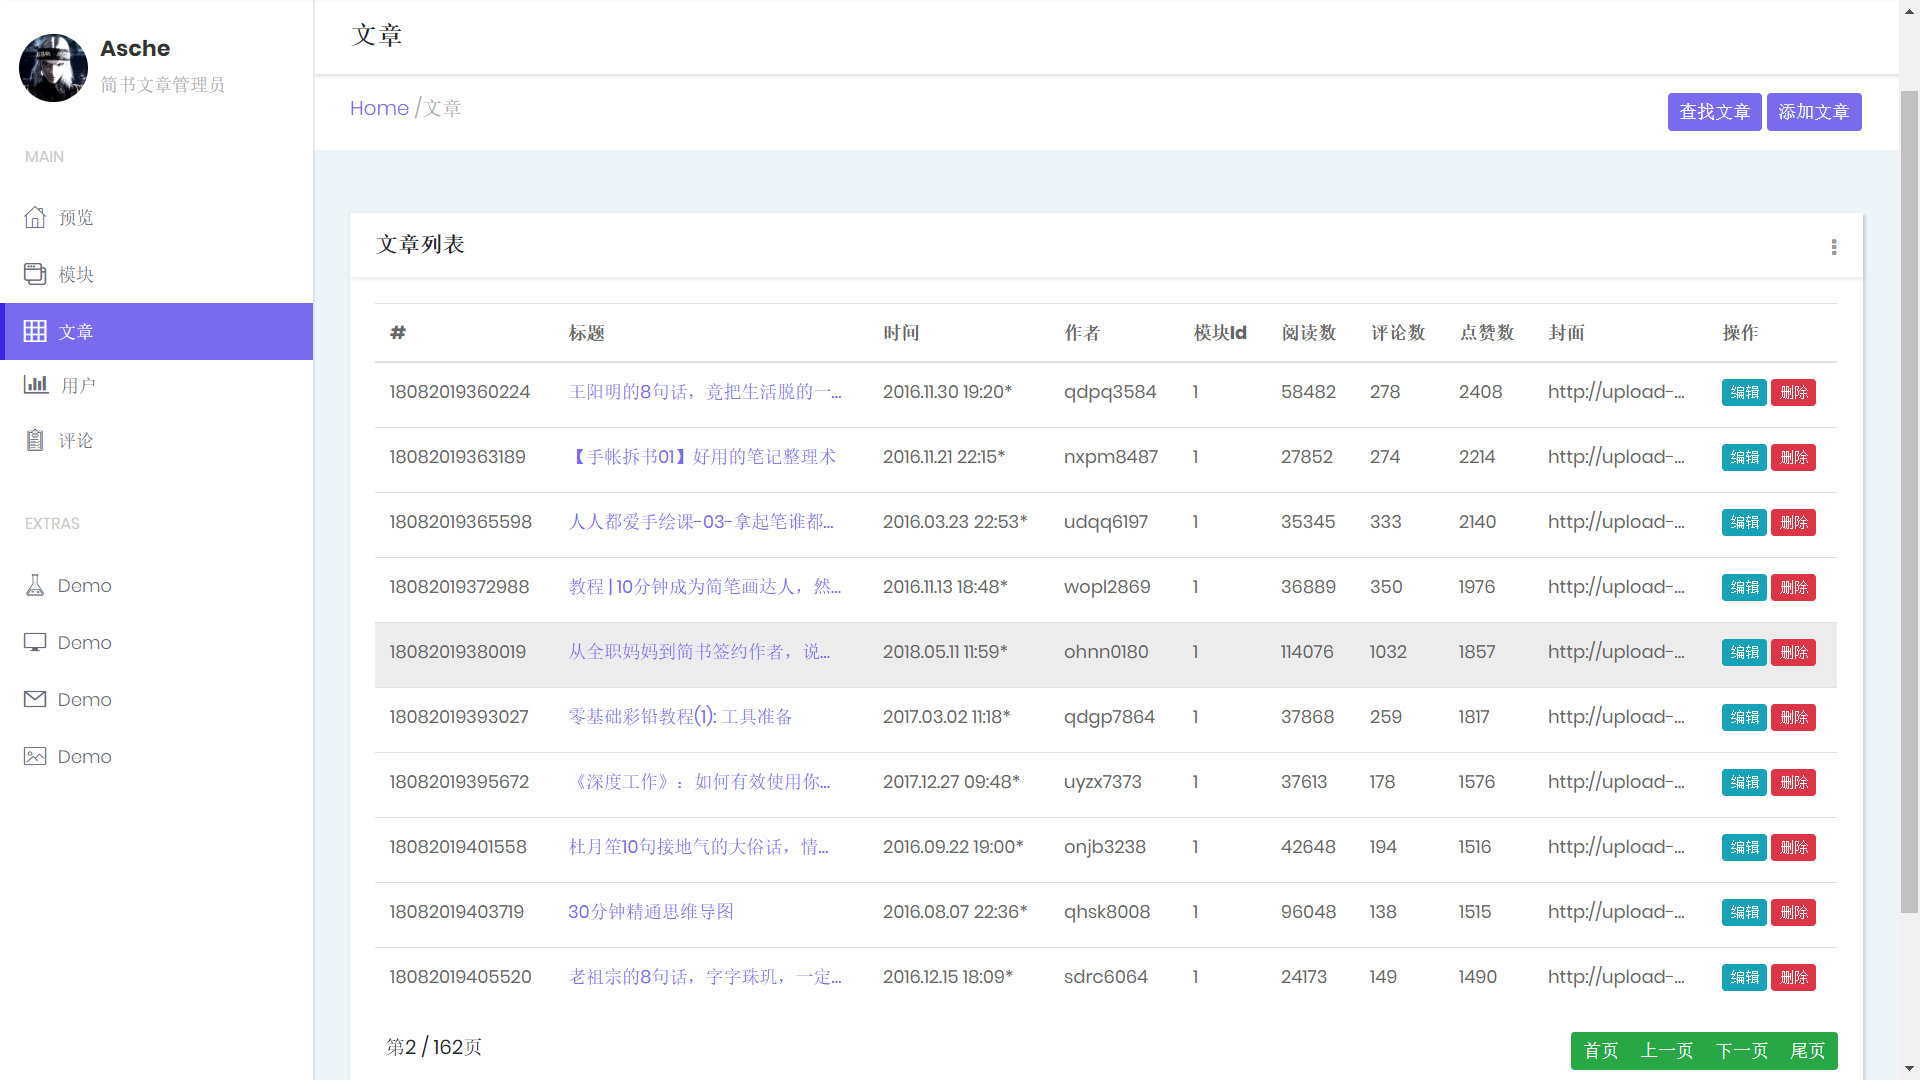 Asche
简书文章管理员
MAIN
预览
模块
文章
用户
评论
EXTRAS
Demo
Demo
Demo
Demo
文章
Home /文章
查找文章 添加文章
文章列表
# 标题 时间 作者 模块Id 阅读数 评论数 点赞数 封面 操作
18082019360224 王阳明的8句话，竟把生活脱的一... 2016.11.30 19:20* qdpq3584 1 58482 278 2408 http://upload-... 编辑 删除
18082019363189 【手帐拆书01】好用的笔记整理术 2016.11.21 22:15* nxpm8487 1 27852 274 2214 http://upload-... 编辑 删除
18082019365598 人人都爱手绘课-03-拿起笔谁都... 2016.03.23 22:53* udqq6197 1 35345 333 2140 http://upload-... 编辑 删除
18082019372988 教程 | 10分钟成为简笔画达人，然... 2016.11.13 18:48* wopl2869 1 36889 350 1976 http://upload-... 编辑 删除
18082019380019 从全职妈妈到简书签约作者，说... 2018.05.11 11:59* ohnn0180 1 114076 1032 1857 http://upload-... 编辑 删除
18082019393027 零基础彩铅教程(1): 工具准备 2017.03.02 11:18* qdgp7864 1 37868 259 1817 http://upload-... 编辑 删除
18082019395672 《深度工作》：如何有效使用你... 2017.12.27 09:48* uyzx7373 1 37613 178 1576 http://upload-... 编辑 删除
18082019401558 杜月笙10句接地气的大俗话，情... 2016.09.22 19:00* onjb3238 1 42648 194 1516 http://upload-... 编辑 删除
18082019403719 30分钟精通思维导图 2016.08.07 22:36* qhsk8008 1 96048 138 1515 http://upload-... 编辑 删除
18082019405520 老祖宗的8句话，字字珠玑，一定... 2016.12.15 18:09* sdrc6064 1 24173 149 1490 http://upload-... 编辑 删除
第2 / 162页
首页 上一页 下一页 尾页